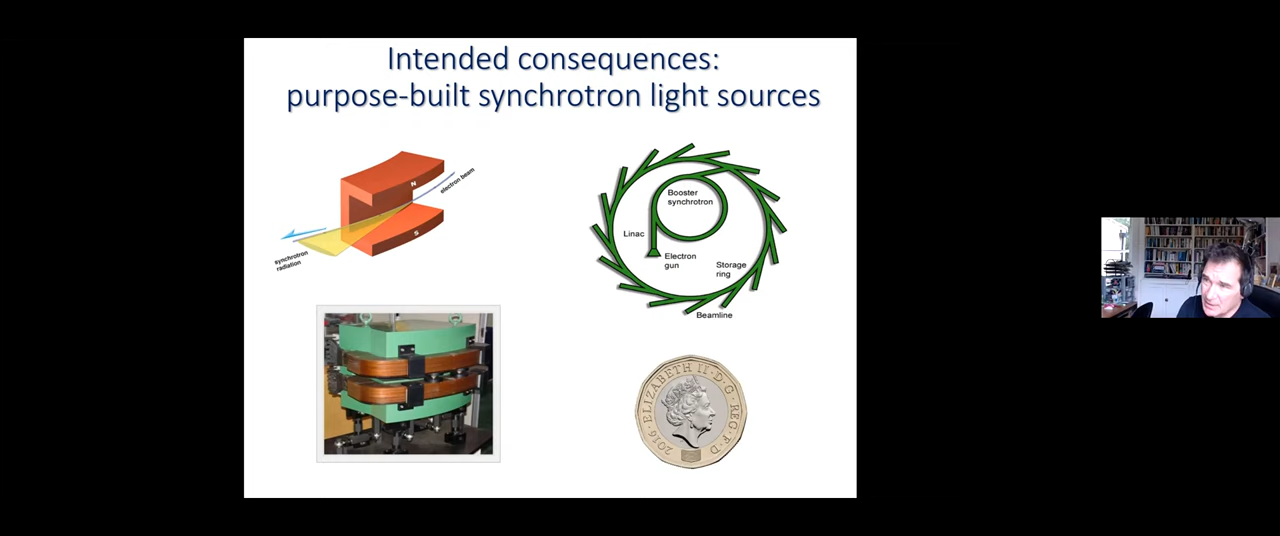 Intended consequences:
purpose-built synchrotron light sources
N
electron beam
S
synchrotron
radiation
Booster
synchrotron
Linac
Electron
gun
Storage
ring
Beamline
ELIZABETH II·D·G·REG·F·D·
2016